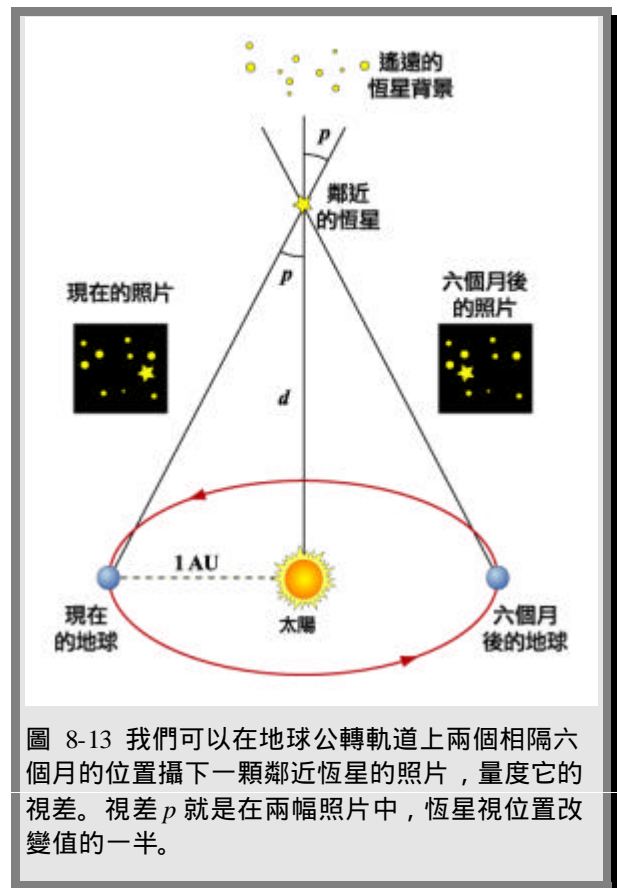 遙遠的
恆星背景
p
鄰近
的恆星
p
現在的照片
六個月後
的照片
d
1 AU
現在
的地球
太陽
六個月
後的地球
圖 8-13 我們可以在地球公轉軌道上兩個相隔六
個月的位置攝下一顆鄰近恆星的照片，量度它的
視差。視差 p 就是在兩幅照片中，恆星視位置改
變值的一半。